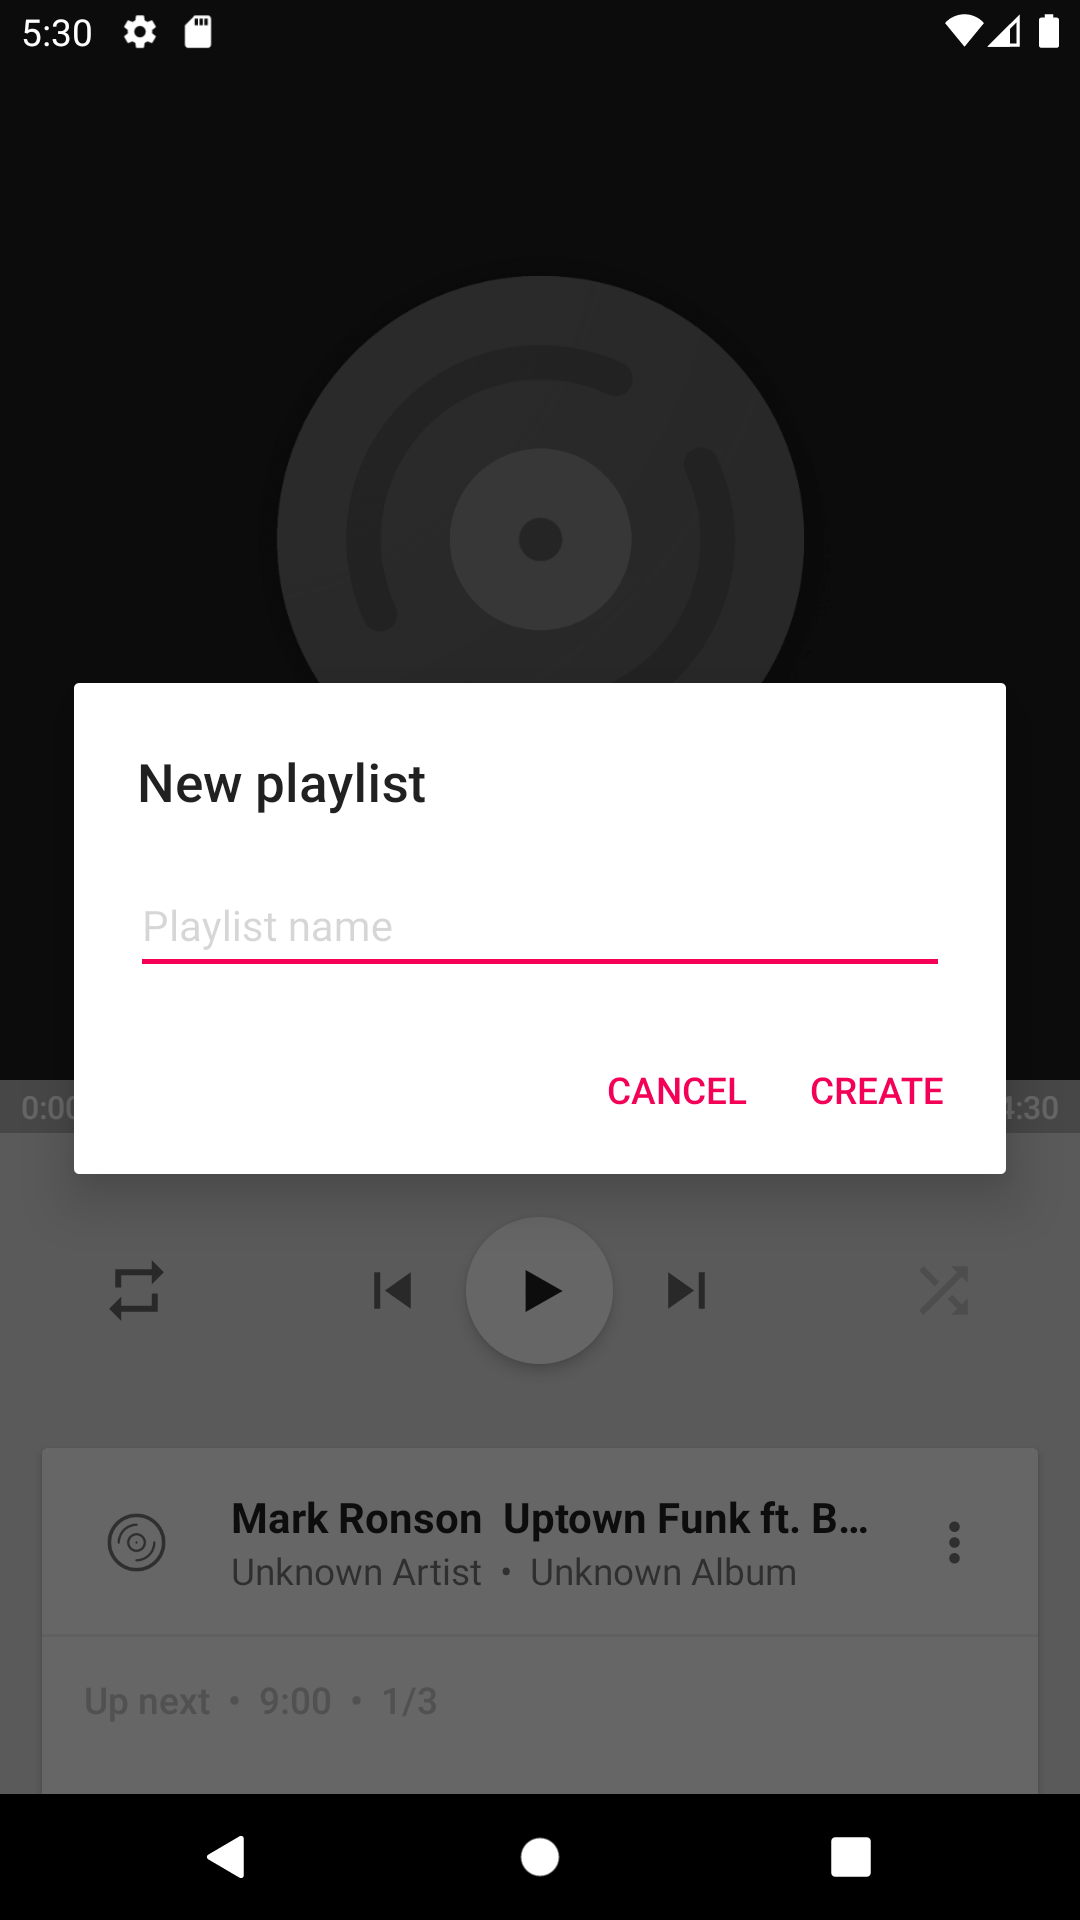 5:30
New playlist
Playlist name
CANCEL CREATE
0:00 4:30
Mark Ronson  Uptown Funk ft. B...
Unknown Artist • Unknown Album
Up next • 9:00 • 1/3